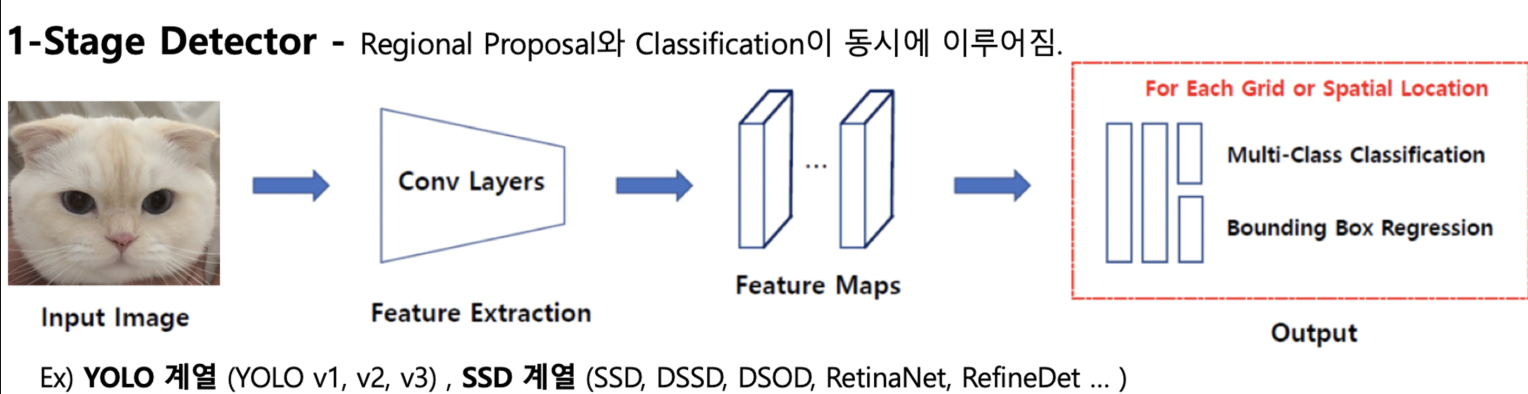 1-Stage Detector - Regional Proposal와 Classification이 동시에 이루어짐.
For Each Grid or Spatial Location
Conv Layers
...
Multi-Class Classification
Bounding Box Regression
Input Image
Feature Extraction
Feature Maps
Output
Ex) YOLO 계열 (YOLO v1, v2, v3) , SSD 계열 (SSD, DSSD, DSOD, RetinaNet, RefineDet ... )